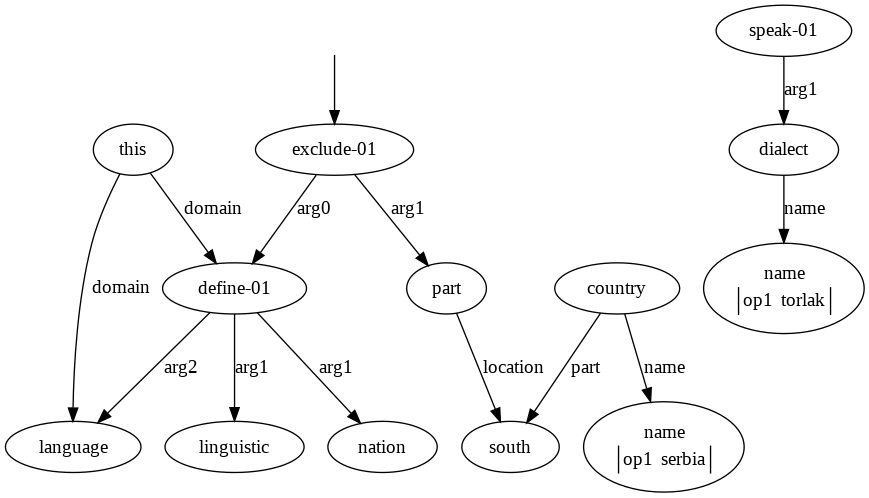 speak-01
arg1
this
exclude-01
dialect
domain
arg0
arg1
name
domain
define-01
part
country
name
|op1 torlak|
arg2
arg1
arg1
location
part
name
language
linguistic
nation
south
name
|op1 serbia|